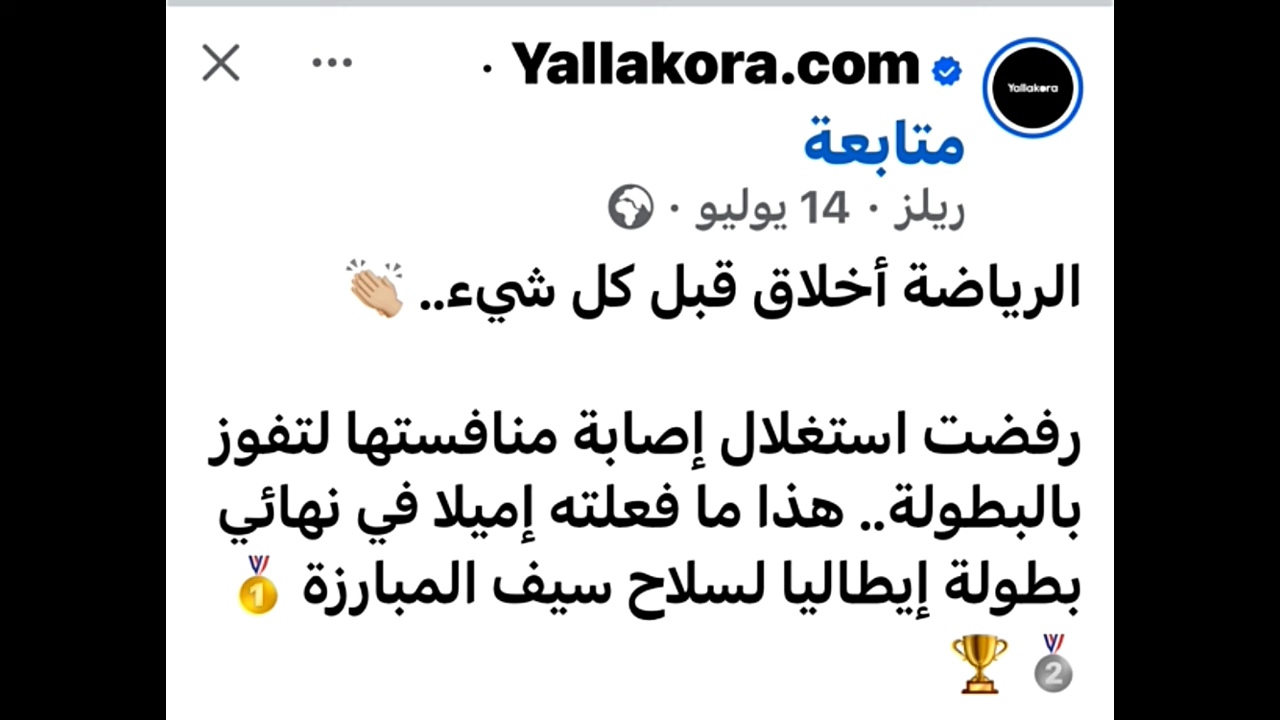 Yallakora
Yallakora.com ·
متابعة
ريلز · 14 يوليو ·
الرياضة أخلاق قبل كل شيء.. 👏🏼
رفضت استغلال إصابة منافستها لتفوز
بالبطولة.. هذا ما فعلته إميلا في نهائي
بطولة إيطاليا لسلاح سيف المبارزة 🥇
🥈 🏆